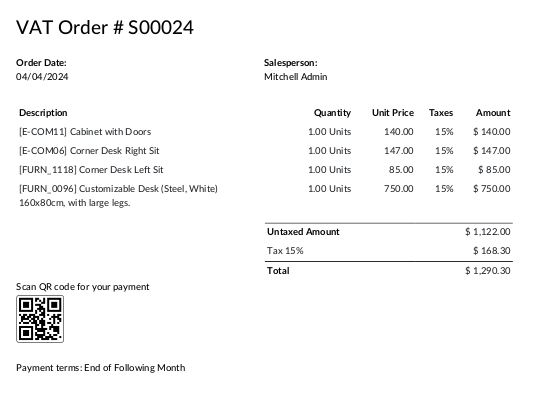 VAT Order # S00024
Order Date: Salesperson:
04/04/2024 Mitchell Admin
Description Quantity Unit Price Taxes Amount
[E-COM11] Cabinet with Doors 1.00 Units 140.00 15% $ 140.00
[E-COM06] Corner Desk Right Sit 1.00 Units 147.00 15% $ 147.00
[FURN_1118] Corner Desk Left Sit 1.00 Units 85.00 15% $ 85.00
[FURN_0096] Customizable Desk (Steel, White) 1.00 Units 750.00 15% $ 750.00
160x80cm, with large legs.
Untaxed Amount $ 1,122.00
Tax 15% $ 168.30
Total $ 1,290.30
Scan QR code for your payment
Payment terms: End of Following Month